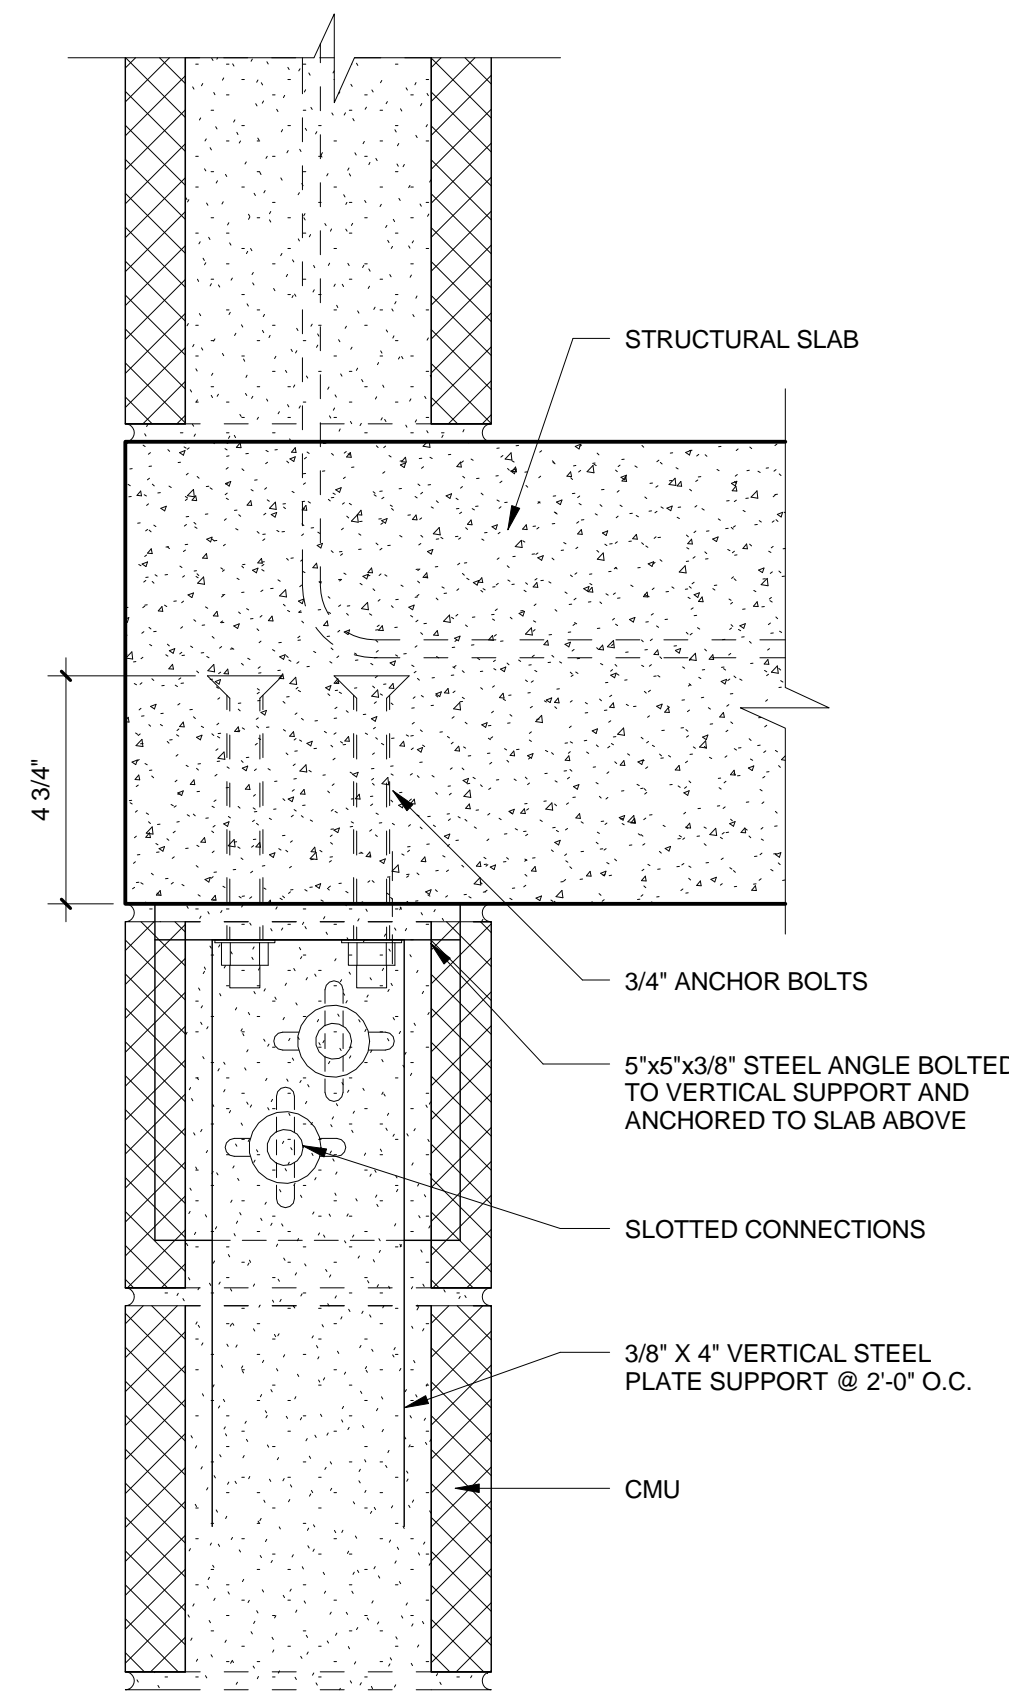 STRUCTURAL SLAB
4 3/4"
3/4" ANCHOR BOLTS
5"x5"x3/8" STEEL ANGLE BOLTED
TO VERTICAL SUPPORT AND
ANCHORED TO SLAB ABOVE
SLOTTED CONNECTIONS
3/8" X 4" VERTICAL STEEL
PLATE SUPPORT @ 2'-0" O.C.
CMU